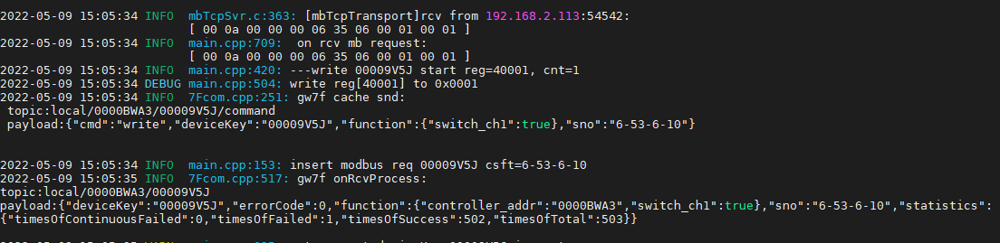 2022-05-09 15:05:34 INFO  mbTcpSvr.c:363: [mbTcpTransport]rcv from 192.168.2.113:54542:
[ 00 0a 00 00 00 06 35 06 00 01 00 01 ]
2022-05-09 15:05:34 INFO  main.cpp:709:  on rcv mb request:
[ 00 0a 00 00 00 06 35 06 00 01 00 01 ]
2022-05-09 15:05:34 INFO  main.cpp:420: ---write 00009V5J start reg=40001, cnt=1
2022-05-09 15:05:34 DEBUG main.cpp:504: write reg[40001] to 0x0001
2022-05-09 15:05:34 INFO  7Fcom.cpp:251: gw7f cache snd:
topic:local/0000BWA3/00009V5J/command
payload:{"cmd":"write","deviceKey":"00009V5J","function":{"switch_ch1":true},"sno":"6-53-6-10"}
2022-05-09 15:05:34 INFO  main.cpp:153: insert modbus req 00009V5J csft=6-53-6-10
2022-05-09 15:05:35 INFO  7Fcom.cpp:517: gw7f onRcvProcess:
topic:local/0000BWA3/00009V5J
payload:{"deviceKey":"00009V5J","errorCode":0,"function":{"controller_addr":"0000BWA3","switch_ch1":true},"sno":"6-53-6-10","statistics":
{"timesOfContinuousFailed":0,"timesOfFailed":1,"timesOfSuccess":502,"timesOfTotal":503}}